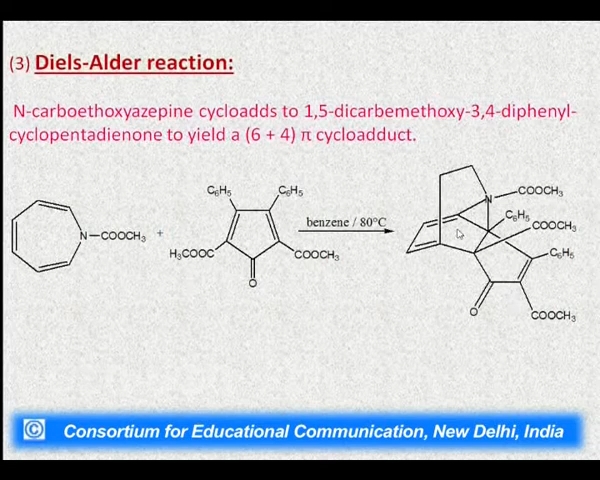 (3) Diels-Alder reaction:
N-carboethoxyazepine cycloadds to 1,5-dicarbemethoxy-3,4-diphenyl-
cyclopentadienone to yield a (6 + 4) π cycloadduct.
N—COOCH₃
+
C₆H₅
C₆H₅
H₃COOC
COOCH₃
O
benzene / 80°C
N
COOCH₃
C₆H₅
COOCH₃
C₆H₅
O
COOCH₃
© Consortium for Educational Communication, New Delhi, India